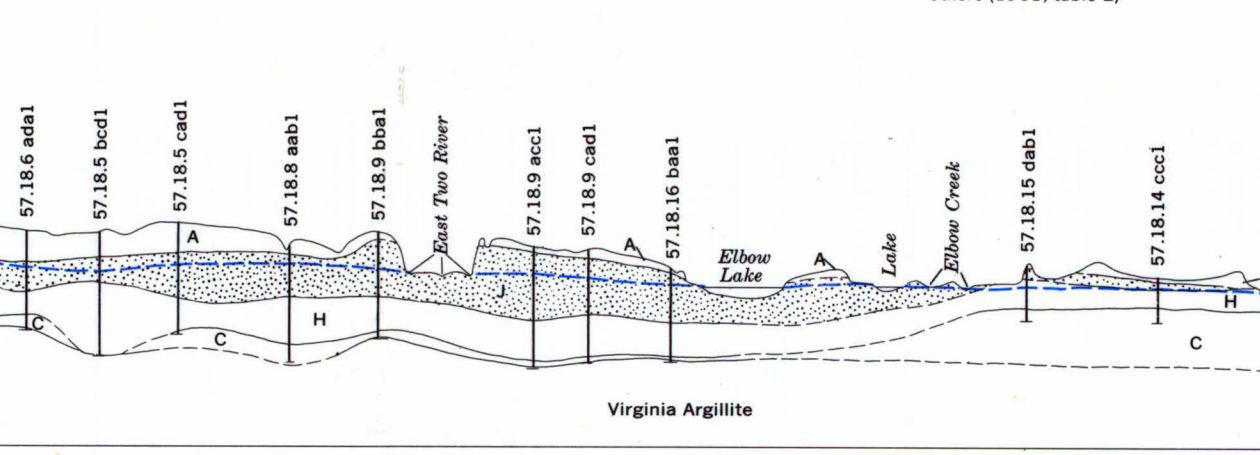 57.18.6 ada1
57.18.5 bcd1
57.18.5 cad1
57.18.8 aab1
57.18.9 bba1
East Two River
57.18.9 acc1
57.18.9 cad1
57.18.16 baa1
Elbow
Lake
Lake
Elbow Creek
57.18.15 dab1
57.18.14 ccc1
A
A
A
J
H
H
C
C
C
Virginia Argillite